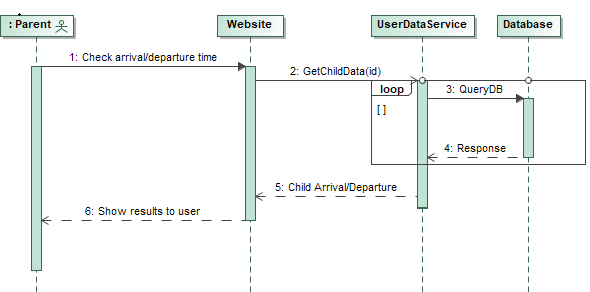 : Parent
Website
UserDataService
Database
1: Check arrival/departure time
2: GetChildData(id)
loop
3: QueryDB
[ ]
4: Response
5: Child Arrival/Departure
6: Show results to user